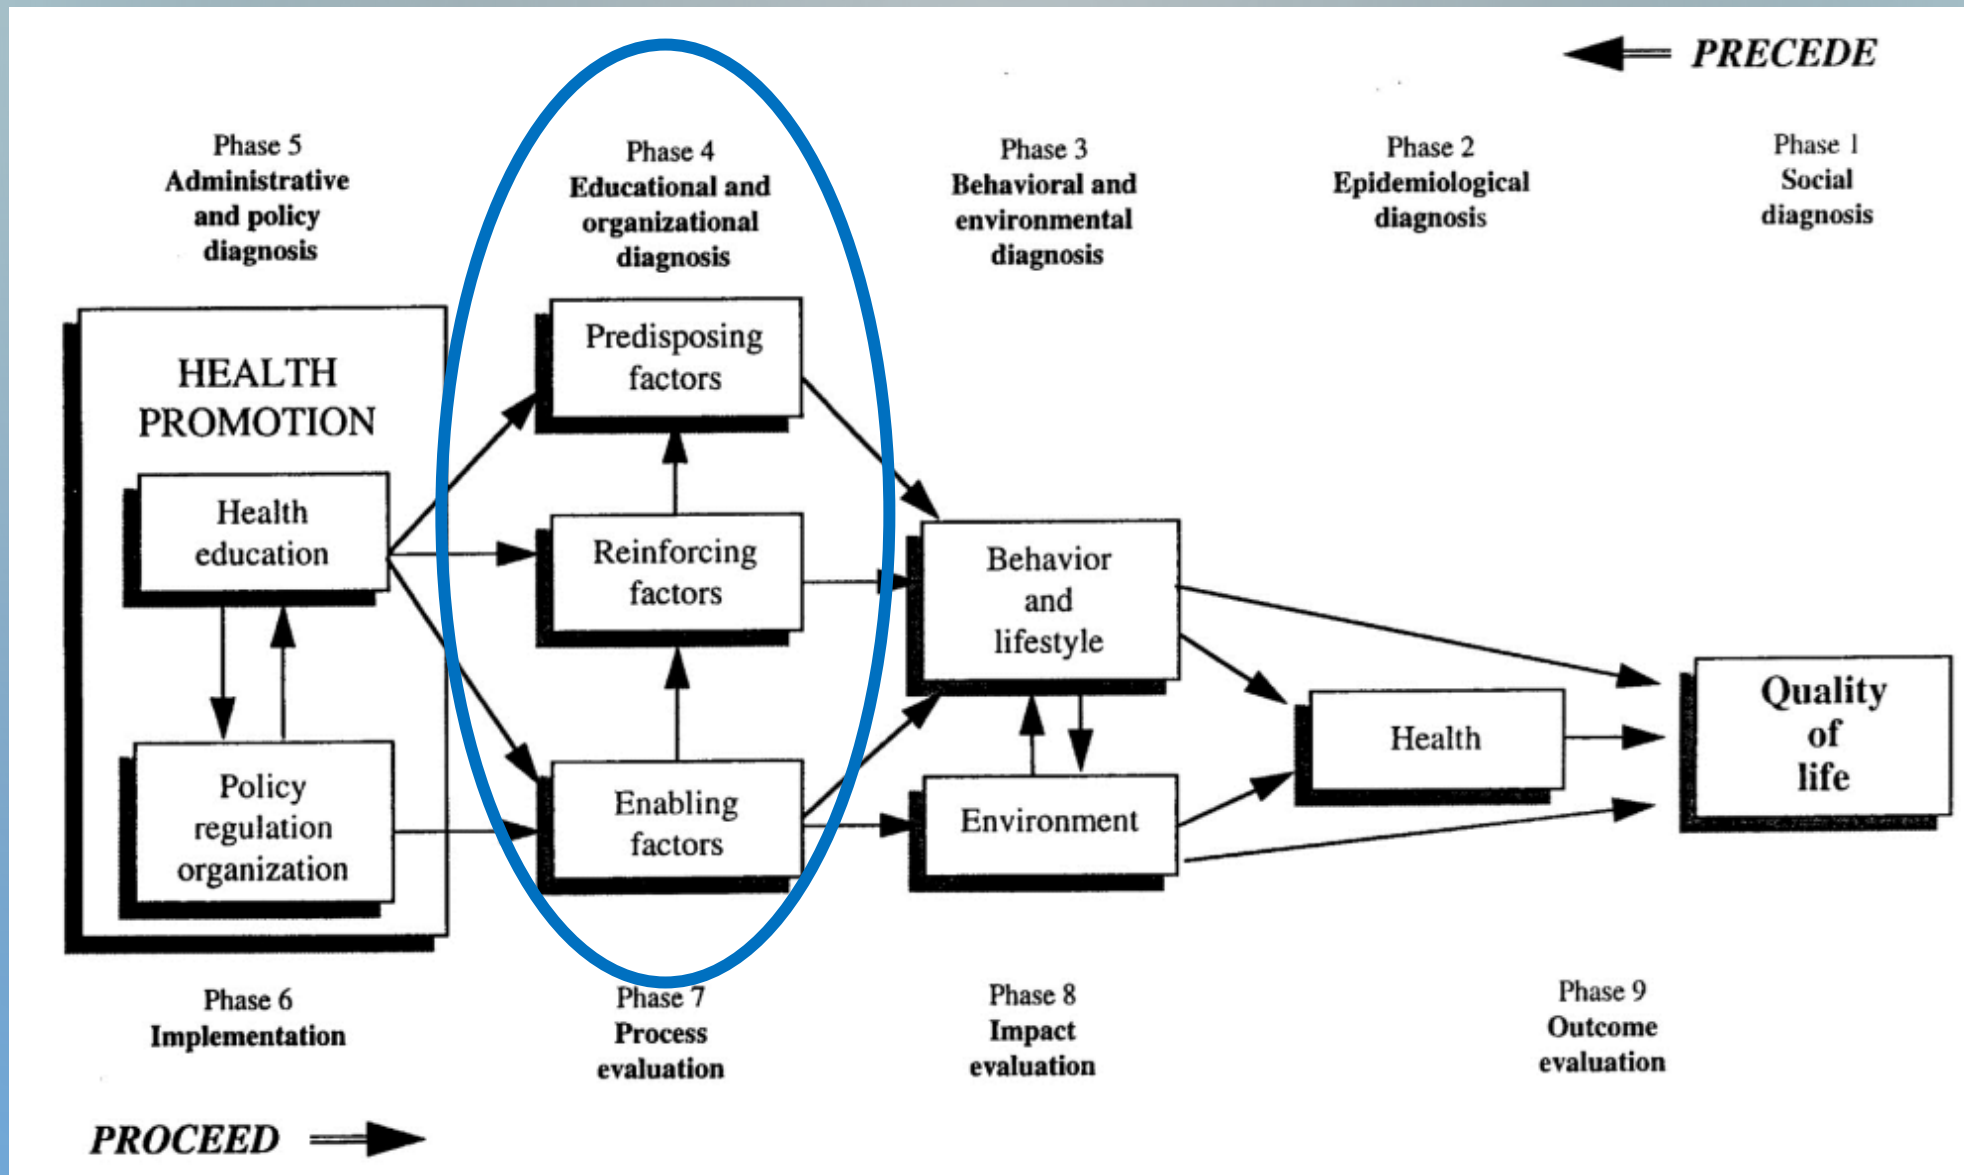 PRECEDE
Phase 5
Administrative
and policy
diagnosis
Phase 4
Educational and
organizational
diagnosis
Phase 3
Behavioral and
environmental
diagnosis
Phase 2
Epidemiological
diagnosis
Phase 1
Social
diagnosis
HEALTH
PROMOTION
Health
education
Policy
regulation
organization
Predisposing
factors
Reinforcing
factors
Enabling
factors
Behavior
and
lifestyle
Environment
Health
Quality
of
life
Phase 6
Implementation
Phase 7
Process
evaluation
Phase 8
Impact
evaluation
Phase 9
Outcome
evaluation
PROCEED